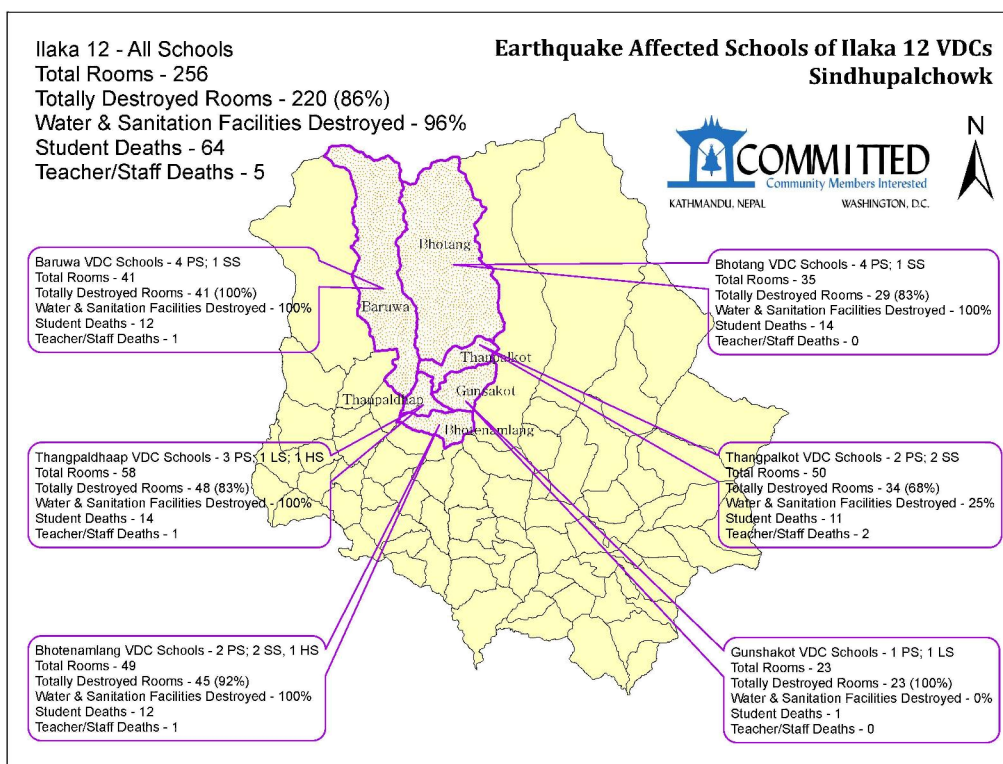 Ilaka 12 - All Schools
Total Rooms - 256
Totally Destroyed Rooms - 220 (86%)
Water & Sanitation Facilities Destroyed - 96%
Student Deaths - 64
Teacher/Staff Deaths - 5
Earthquake Affected Schools of Ilaka 12 VDCs
Sindhupalchowk
COMMITTED
Community Members Interested
KATHMANDU, NEPAL WASHINGTON, D.C.
N
Baruwa VDC Schools - 4 PS; 1 SS
Total Rooms - 41
Totally Destroyed Rooms - 41 (100%)
Water & Sanitation Facilities Destroyed - 100%
Student Deaths - 12
Teacher/Staff Deaths - 1
Bhotang VDC Schools - 4 PS; 1 SS
Total Rooms - 35
Totally Destroyed Rooms - 29 (83%)
Water & Sanitation Facilities Destroyed - 100%
Student Deaths - 14
Teacher/Staff Deaths - 0
Bhotang
Baruwa
Thanpalkot
Gunsakot
Thanpaldhap
Bhotenamlang
Thangpaldhaap VDC Schools - 3 PS; 1 LS; 1 HS
Total Rooms - 58
Totally Destroyed Rooms - 48 (83%)
Water & Sanitation Facilities Destroyed - 100%
Student Deaths - 14
Teacher/Staff Deaths - 1
Thangpalkot VDC Schools - 2 PS; 2 SS
Total Rooms - 50
Totally Destroyed Rooms - 34 (68%)
Water & Sanitation Facilities Destroyed - 25%
Student Deaths - 11
Teacher/Staff Deaths - 2
Bhotenamlang VDC Schools - 2 PS; 2 SS, 1 HS
Total Rooms - 49
Totally Destroyed Rooms - 45 (92%)
Water & Sanitation Facilities Destroyed - 100%
Student Deaths - 12
Teacher/Staff Deaths - 1
Gunshakot VDC Schools - 1 PS; 1 LS
Total Rooms - 23
Totally Destroyed Rooms - 23 (100%)
Water & Sanitation Facilities Destroyed - 0%
Student Deaths - 1
Teacher/Staff Deaths - 0